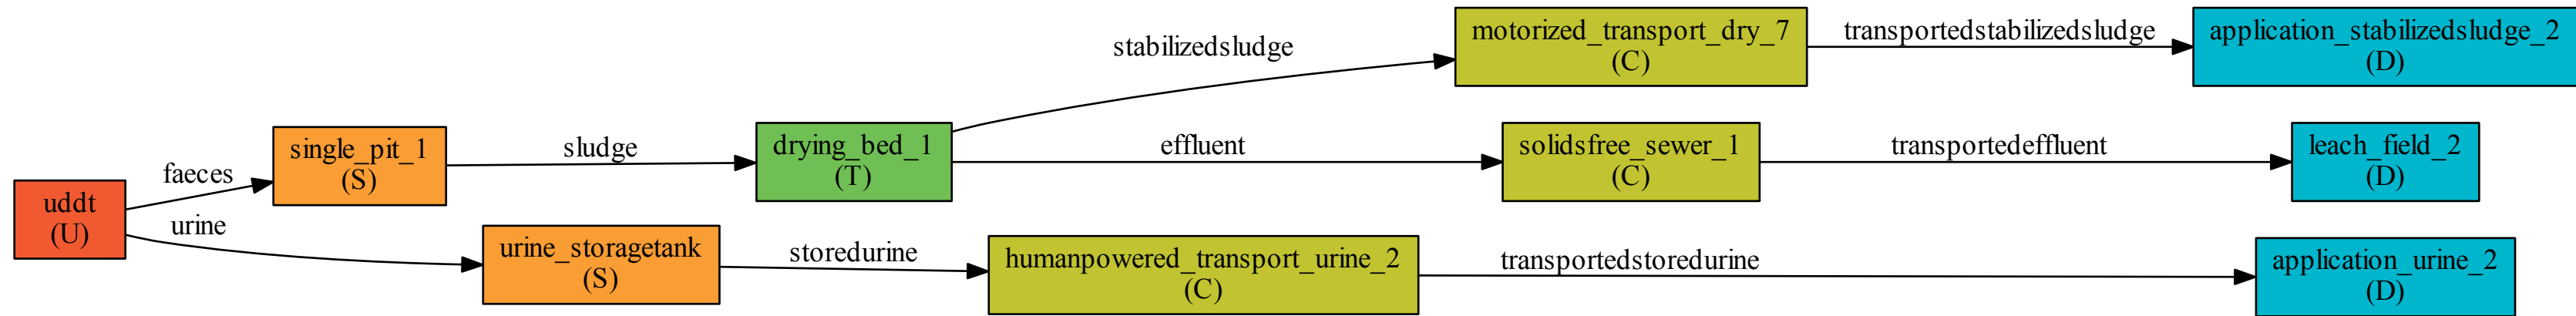 uddt
(U)
faeces
urine
single_pit_1
(S)
sludge
urine_storagetank
(S)
storedurine
drying_bed_1
(T)
stabilizedsludge
effluent
humanpowered_transport_urine_2
(C)
motorized_transport_dry_7
(C)
transportedstabilizedsludge
application_stabilizedsludge_2
(D)
solidsfree_sewer_1
(C)
transportedeffluent
leach_field_2
(D)
transportedstoredurine
application_urine_2
(D)